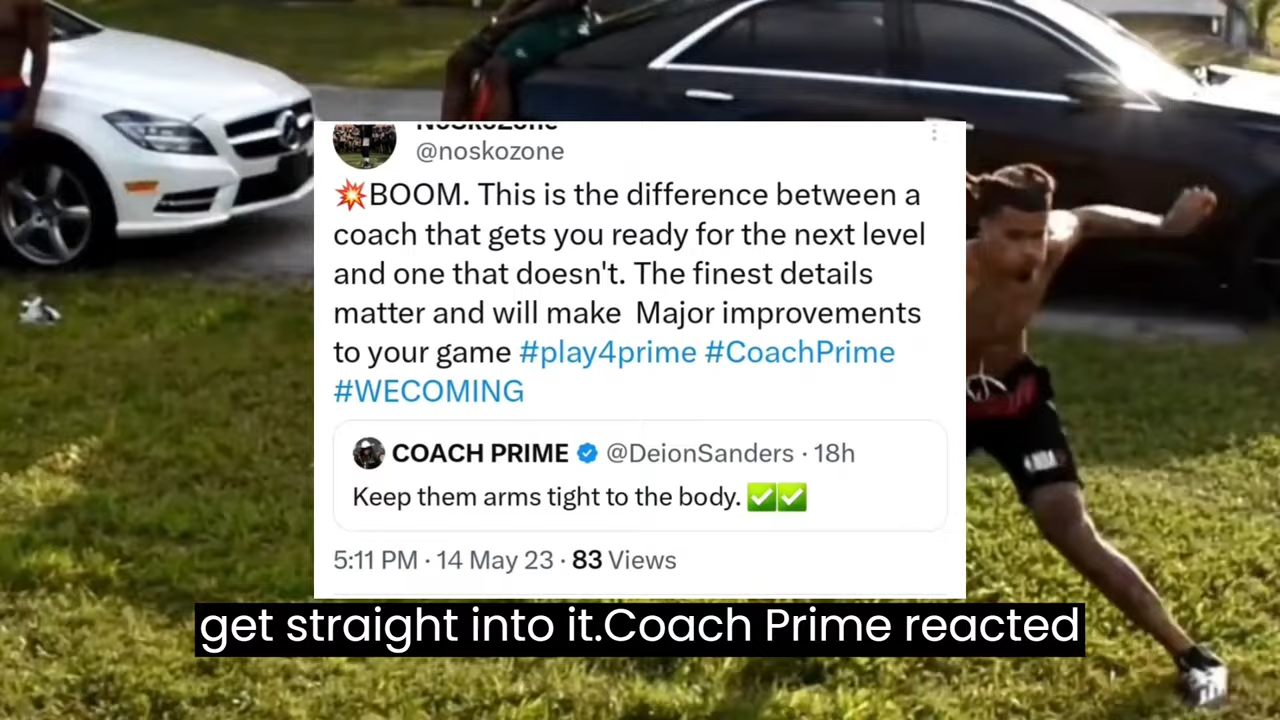 NoskoZone
@noskozone
💥BOOM. This is the difference between a
coach that gets you ready for the next level
and one that doesn't. The finest details
matter and will make  Major improvements
to your game #play4prime #CoachPrime
#WECOMING
COACH PRIME @DeionSanders · 18h
Keep them arms tight to the body. ✅✅
5:11 PM · 14 May 23 · 83 Views
get straight into it.Coach Prime reacted